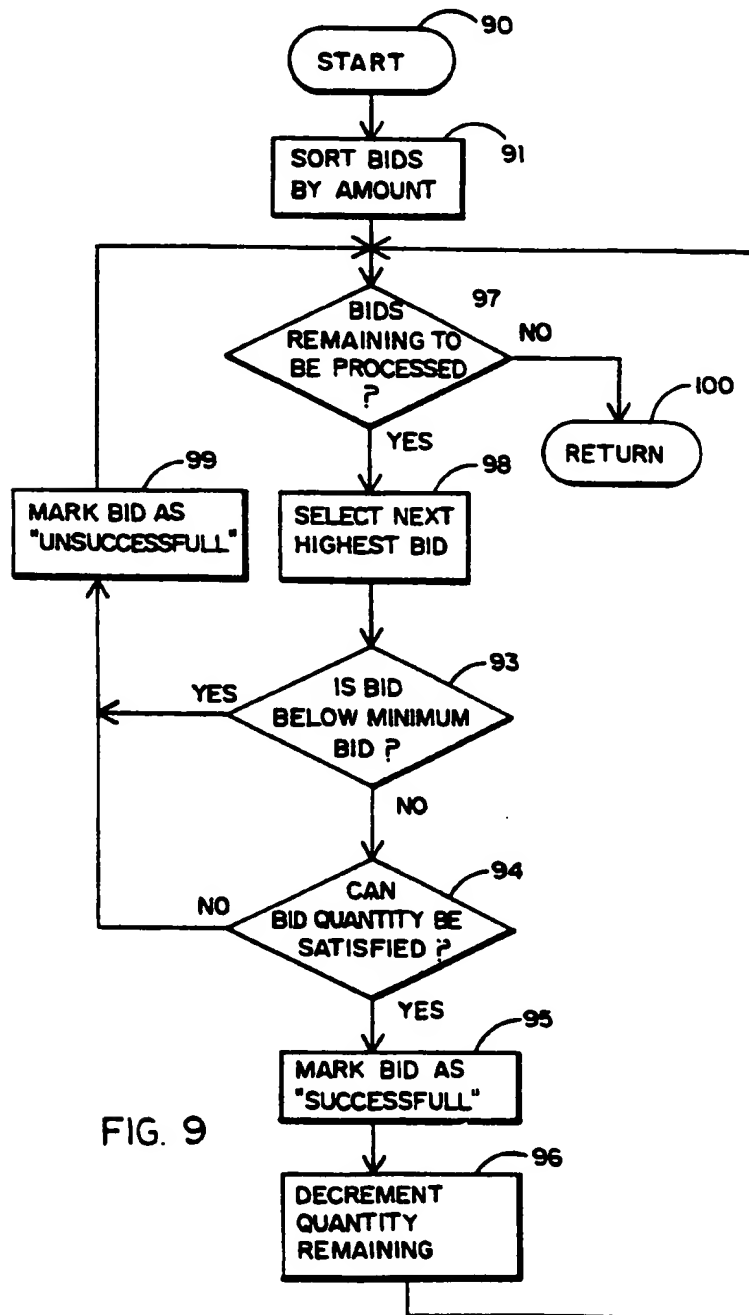 90
START
91
SORT BIDS
BY AMOUNT
97
BIDS
REMAINING TO
BE PROCESSED
?
NO
100
RETURN
YES
99
MARK BID AS
"UNSUCCESSFULL"
98
SELECT NEXT
HIGHEST BID
93
YES
IS BID
BELOW MINIMUM
BID ?
NO
94
NO
CAN
BID QUANTITY BE
SATISFIED ?
YES
95
MARK BID AS
"SUCCESSFULL"
FIG. 9
96
DECREMENT
QUANTITY
REMAINING